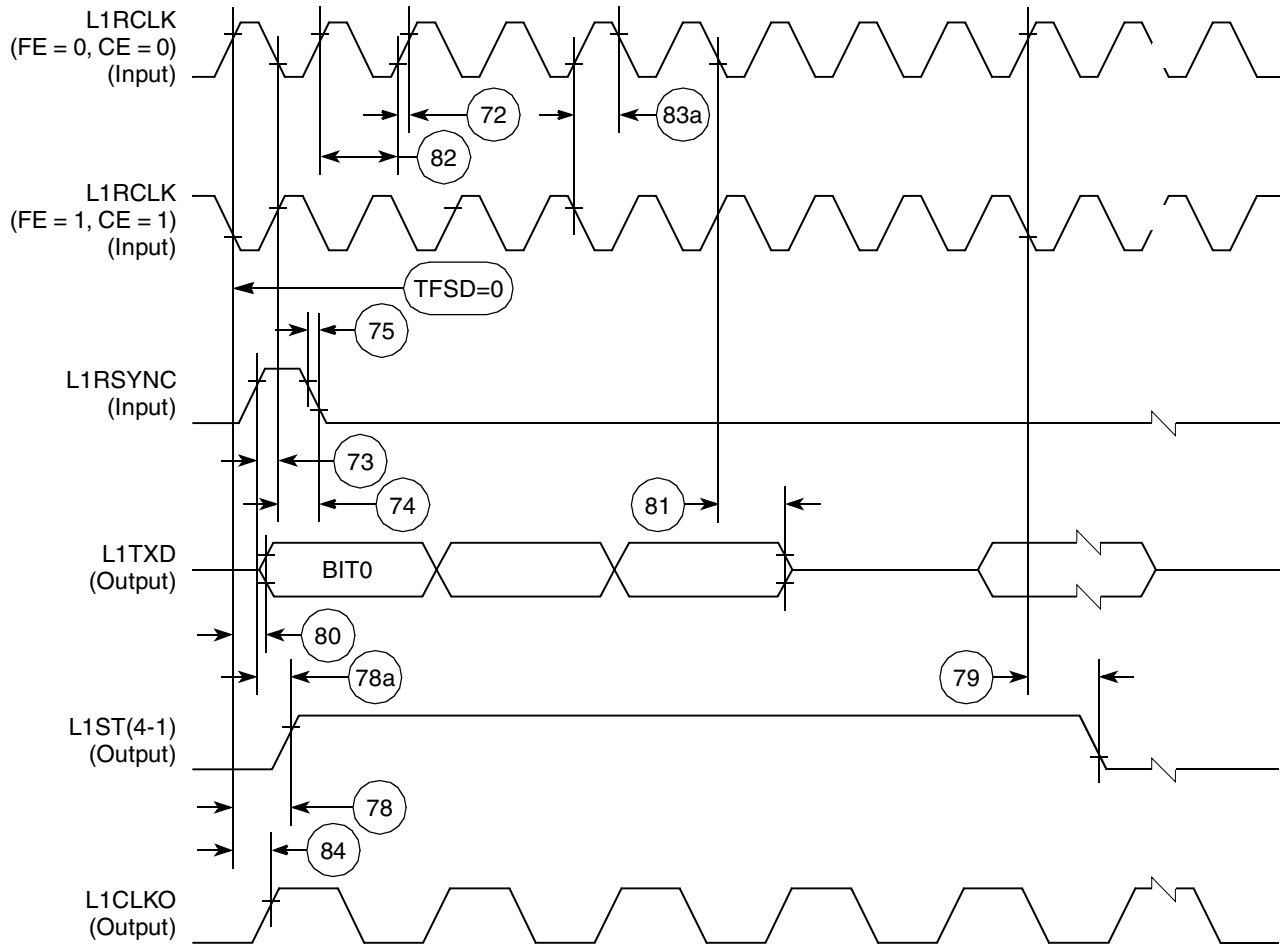 L1RCLK
(FE = 0, CE = 0)
(Input)
72
83a
82
L1RCLK
(FE = 1, CE = 1)
(Input)
TFSD=0
75
L1RSYNC
(Input)
73
74
81
L1TXD
(Output)
BIT0
80
78a
79
L1ST(4-1)
(Output)
78
84
L1CLKO
(Output)